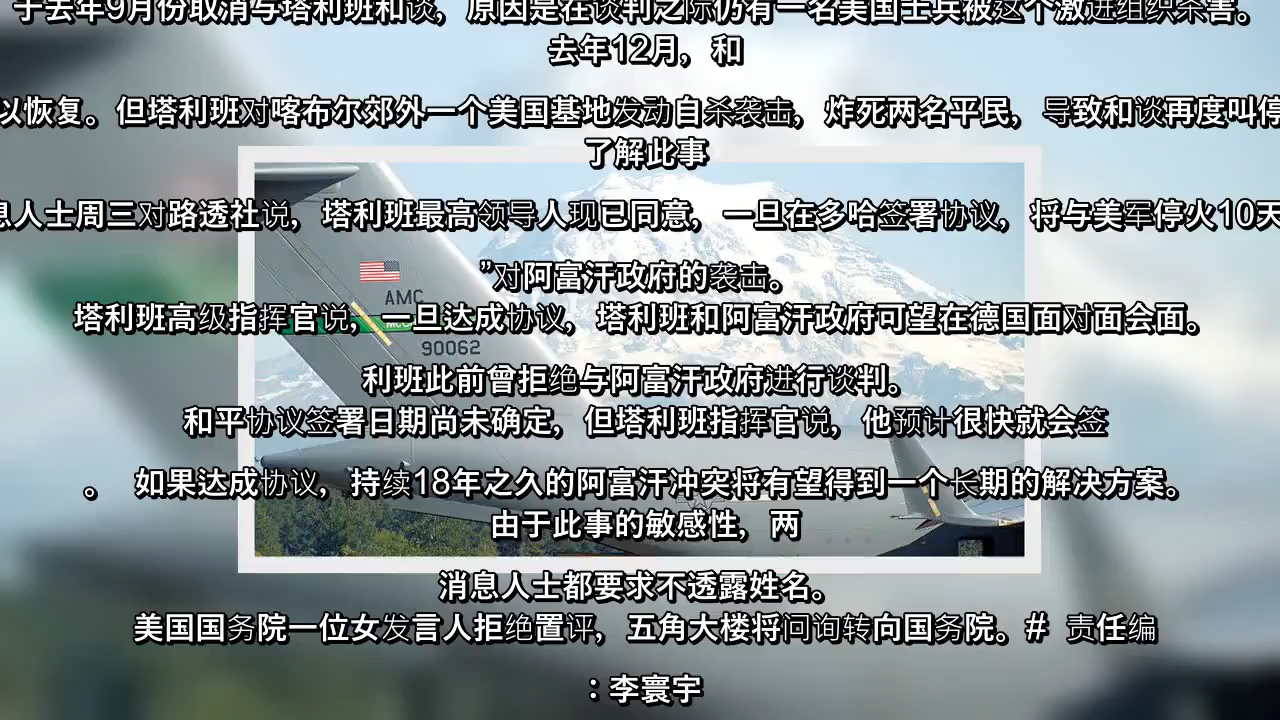 于去年9月份取消与塔利班和谈，原因是在谈判之际仍有一名美国士兵被这个激进组织杀害。
去年12月，和
以恢复。但塔利班对喀布尔郊外一个美国基地发动自杀袭击，炸死两名平民，导致和谈再度叫停
了解此事
息人士周三对路透社说，塔利班最高领导人现已同意，一旦在多哈签署协议，将与美军停火10天
”对阿富汗政府的袭击。
AMC
塔利班高级指挥官说，一旦达成协议，塔利班和阿富汗政府可望在德国面对面会面。
90062
利班此前曾拒绝与阿富汗政府进行谈判。
和平协议签署日期尚未确定，但塔利班指挥官说，他预计很快就会签
。 如果达成协议，持续18年之久的阿富汗冲突将有望得到一个长期的解决方案。
由于此事的敏感性，两
消息人士都要求不透露姓名。
美国国务院一位女发言人拒绝置评，五角大楼将问询转向国务院。# 责任编
：李寰宇